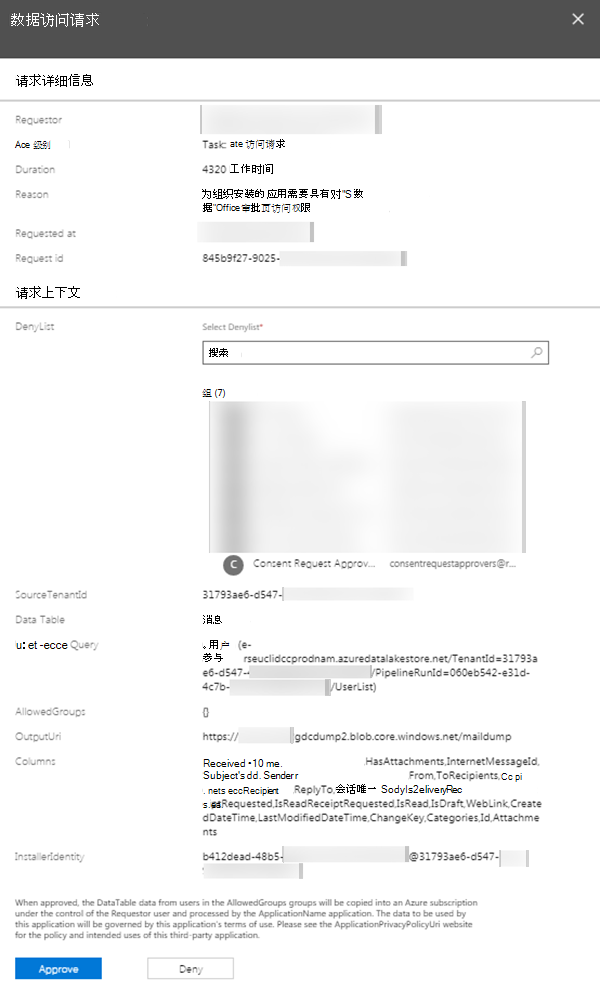 数据访问请求
请求详细信息
Requestor
Ace 级别 Task: ate 访问请求
Duration 4320 工作时间
Reason 为组织安装的 应用需要具有对 "S 数
据"Office 审批页访问权限
Requested at
Request id 845b9f27-9025-
请求上下文
DenyList Select Denylist*
搜索
组 (7)
C Consent Request Approv... consentrequestapprovers@r...
SourceTenantId 31793ae6-d547-
Data Table 消息
u: et -ecce Query 。用户 (e-
参与 rseuclidccprodnam.azuredatalakestore.net/TenantId=31793a
e6-d547- /PipelineRunId=060eb542-e31d-
4c7b- /UserList)
AllowedGroups {}
OutputUri https:// gdcdump2.blob.core.windows.net/maildump
Columns Received •10 me. HasAttachments,InternetMessageId,
Subject's dd. Senderr From,ToRecipients,Cc pi
. nets eccRecipient ReplyTo,会话唯一 SodyIs2eliveryRec
s. Requested,IsReadReceiptRequested,IsRead,IsDraft,WebLink,Create
dDateTime,LastModifiedDateTime,ChangeKey,Categories,Id,Attachme
nts
InstallerIdentity b412dead-48b5- @31793ae6-d547-
When approved, the DataTable data from users in the AllowedGroups groups will be copied into an Azure subscription
under the control of the Requestor user and processed by the ApplicationName application. The data to be used by
this application will be governed by this application's terms of use. Please see the ApplicationPrivacyPolicyUri website
for the policy and intended uses of this third-party application.
Approve Deny